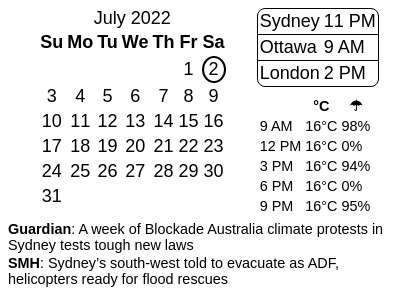 July 2022
Su Mo Tu We Th Fr Sa
1 2
3 4 5 6 7 8 9
10 11 12 13 14 15 16
17 18 19 20 21 22 23
24 25 26 27 28 29 30
31
Sydney 11 PM
Ottawa 9 AM
London 2 PM
°C ☂
9 AM 16°C 98%
12 PM 16°C 0%
3 PM 16°C 94%
6 PM 16°C 0%
9 PM 16°C 95%
Guardian: A week of Blockade Australia climate protests in
Sydney tests tough new laws
SMH: Sydney's south-west told to evacuate as ADF,
helicopters ready for flood rescues